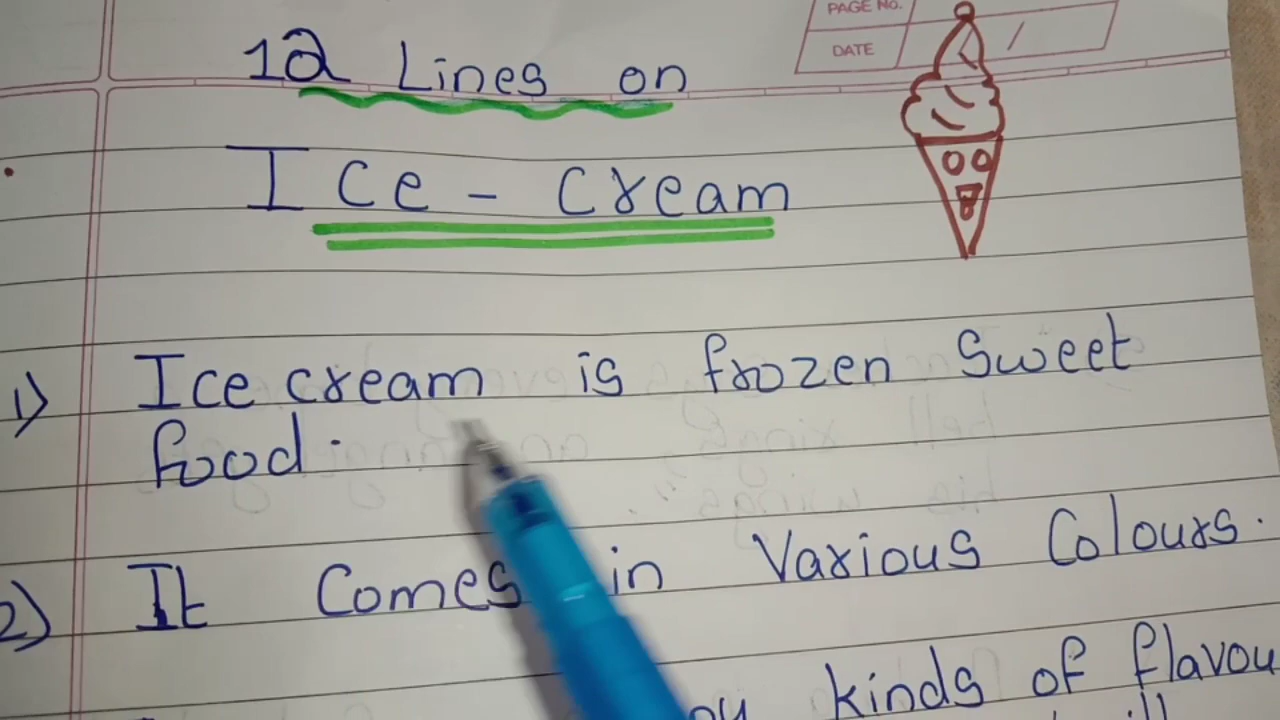 PAGE No.
DATE
12 Lines on
Ice - Cream
1) Ice cream is frozen Sweet
food.
2) It Comes in Various Colours.
kinds of flavou